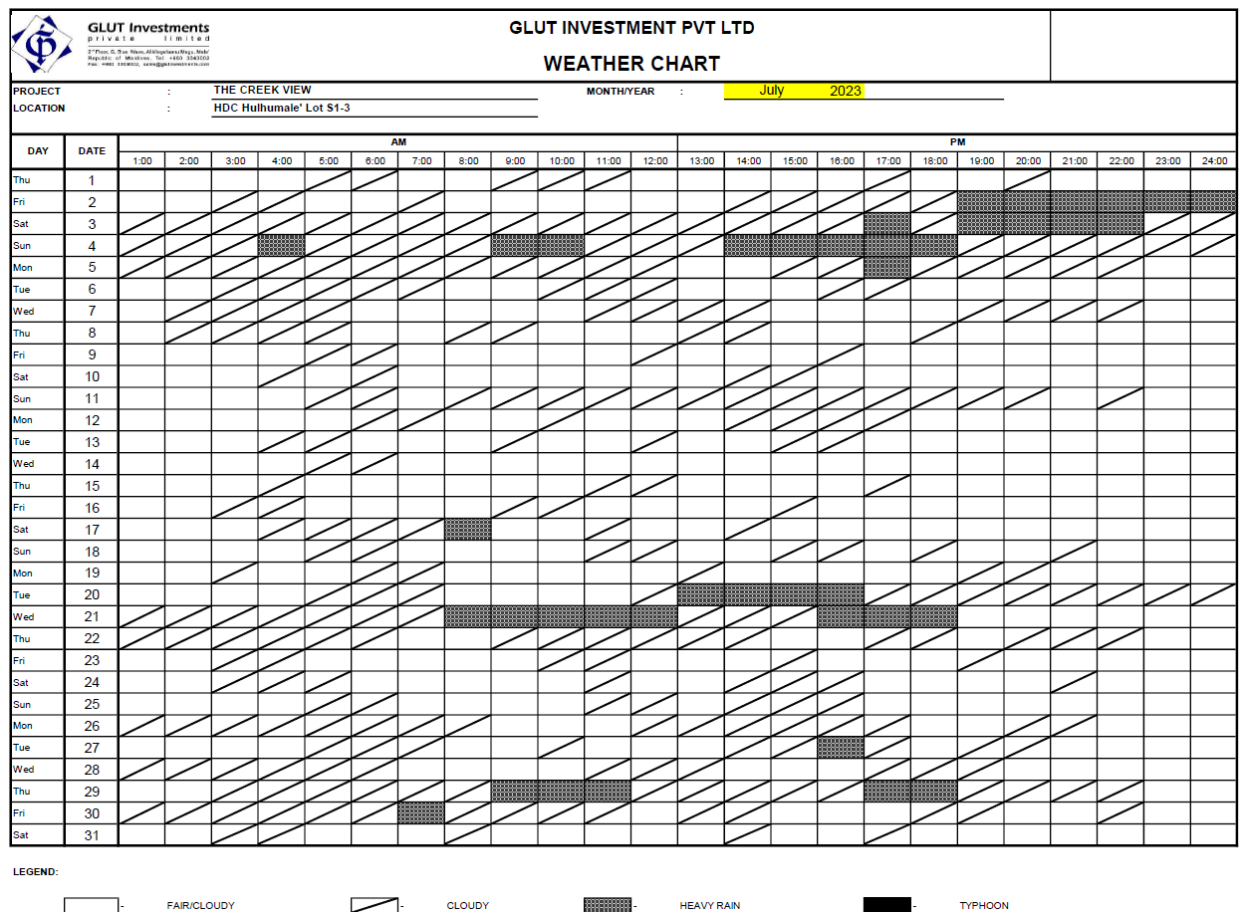 GLUT Investments
private limited
GLUT INVESTMENT PVT LTD
WEATHER CHART
PROJECT : THE CREEK VIEW MONTH/YEAR : July 2023
LOCATION : HDC Hulhumale' Lot S1-3
DAY DATE AM PM
1:00 2:00 3:00 4:00 5:00 6:00 7:00 8:00 9:00 10:00 11:00 12:00 13:00 14:00 15:00 16:00 17:00 18:00 19:00 20:00 21:00 22:00 23:00 24:00
Thu 1
Fri 2
Sat 3
Sun 4
Mon 5
Tue 6
Wed 7
Thu 8
Fri 9
Sat 10
Sun 11
Mon 12
Tue 13
Wed 14
Thu 15
Fri 16
Sat 17
Sun 18
Mon 19
Tue 20
Wed 21
Thu 22
Fri 23
Sat 24
Sun 25
Mon 26
Tue 27
Wed 28
Thu 29
Fri 30
Sat 31
LEGEND:
- FAIR/CLOUDY - CLOUDY - HEAVY RAIN - TYPHOON